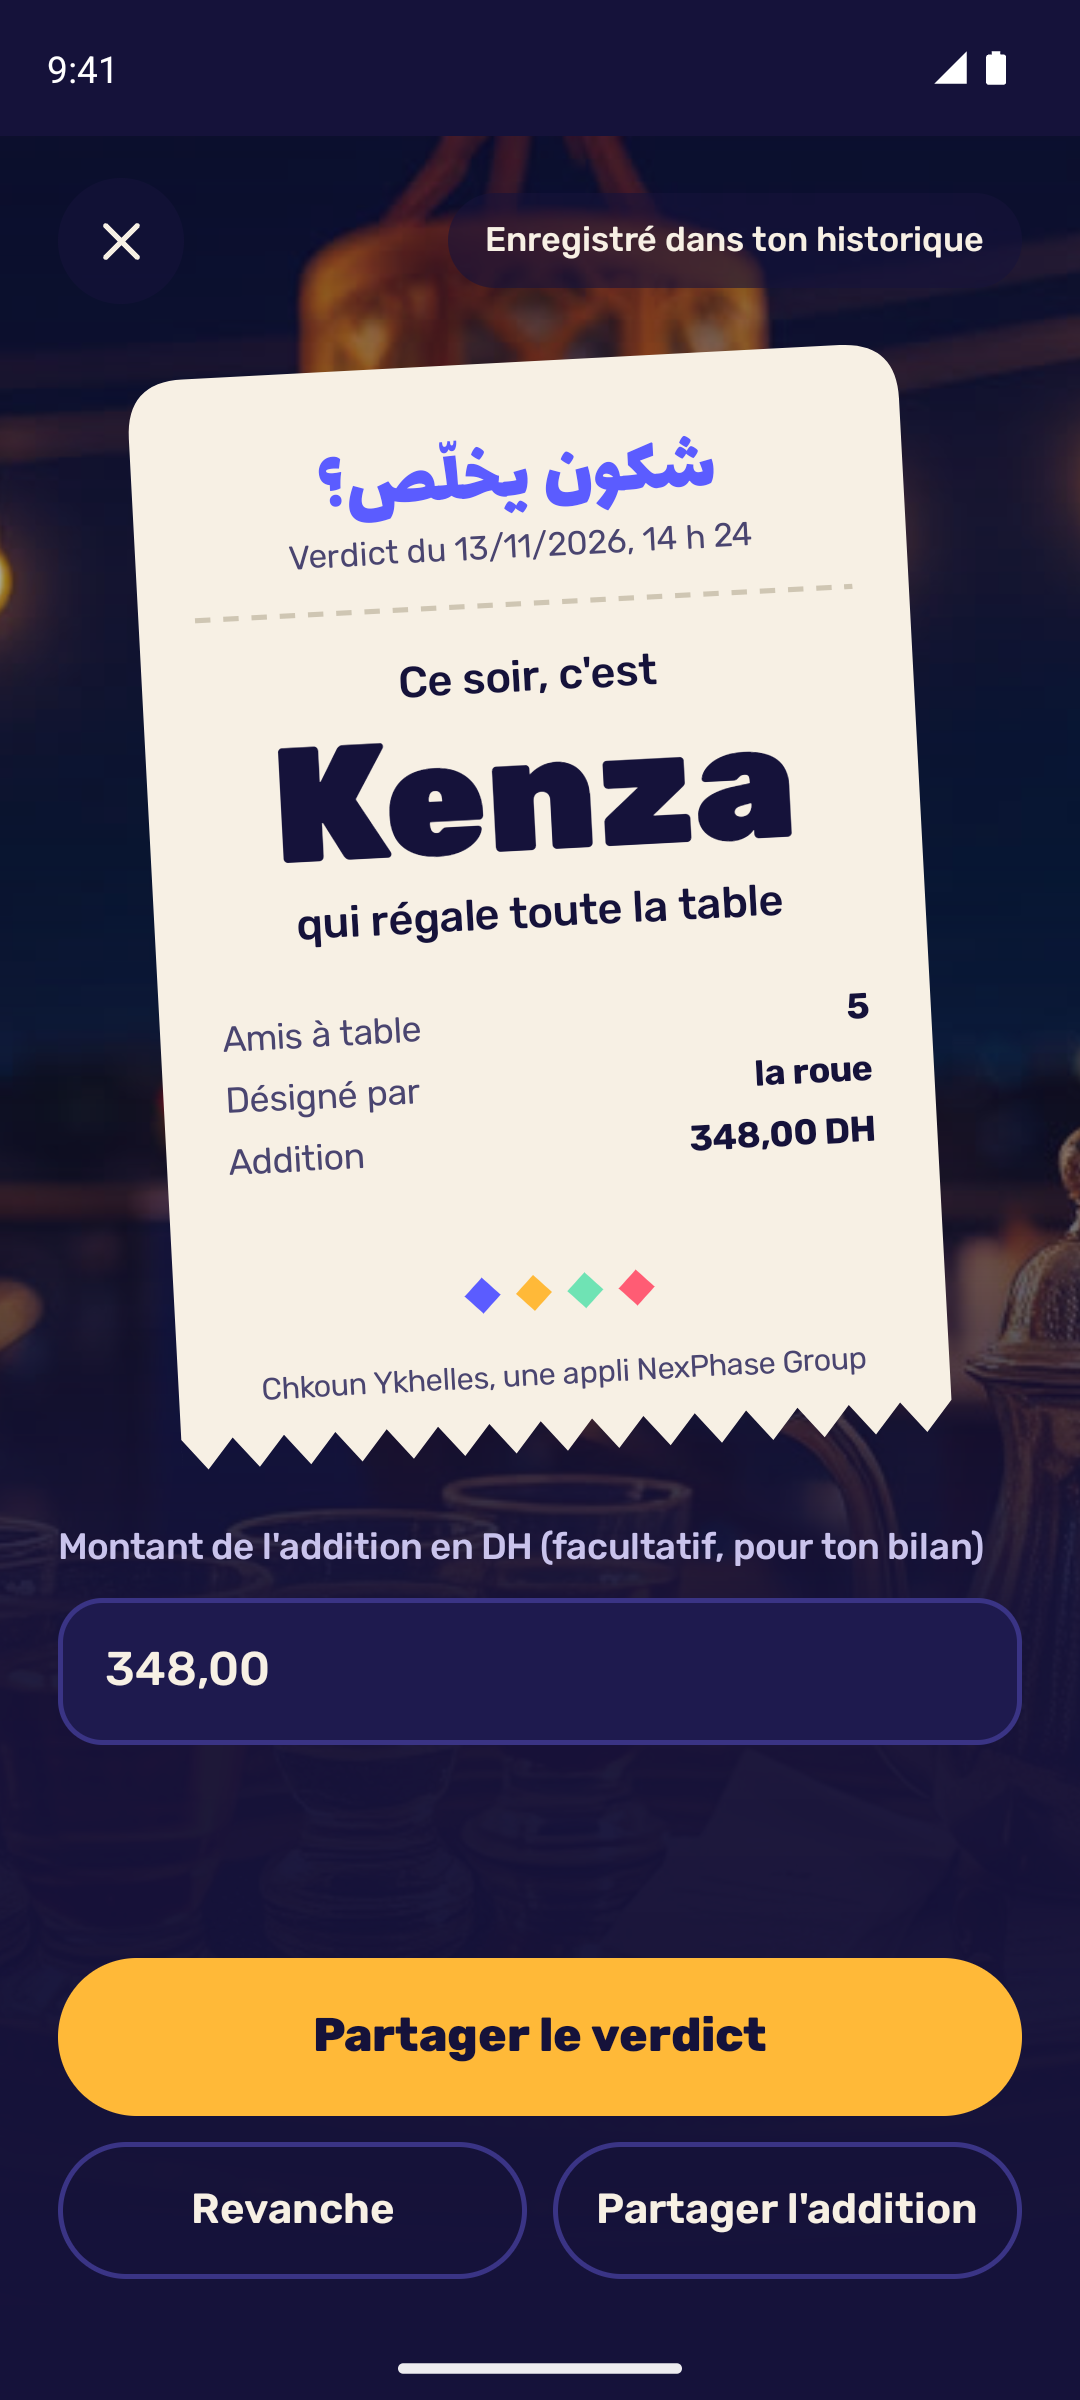 9:41
Enregistré dans ton historique
شكون يخلّص؟
Verdict du 13/11/2026, 14 h 24
Ce soir, c'est
Kenza
qui régale toute la table
Amis à table 5
Désigné par la roue
Addition 348,00 DH
Chkoun Ykhelles, une appli NexPhase Group
Montant de l'addition en DH (facultatif, pour ton bilan)
348,00
Partager le verdict
Revanche
Partager l'addition